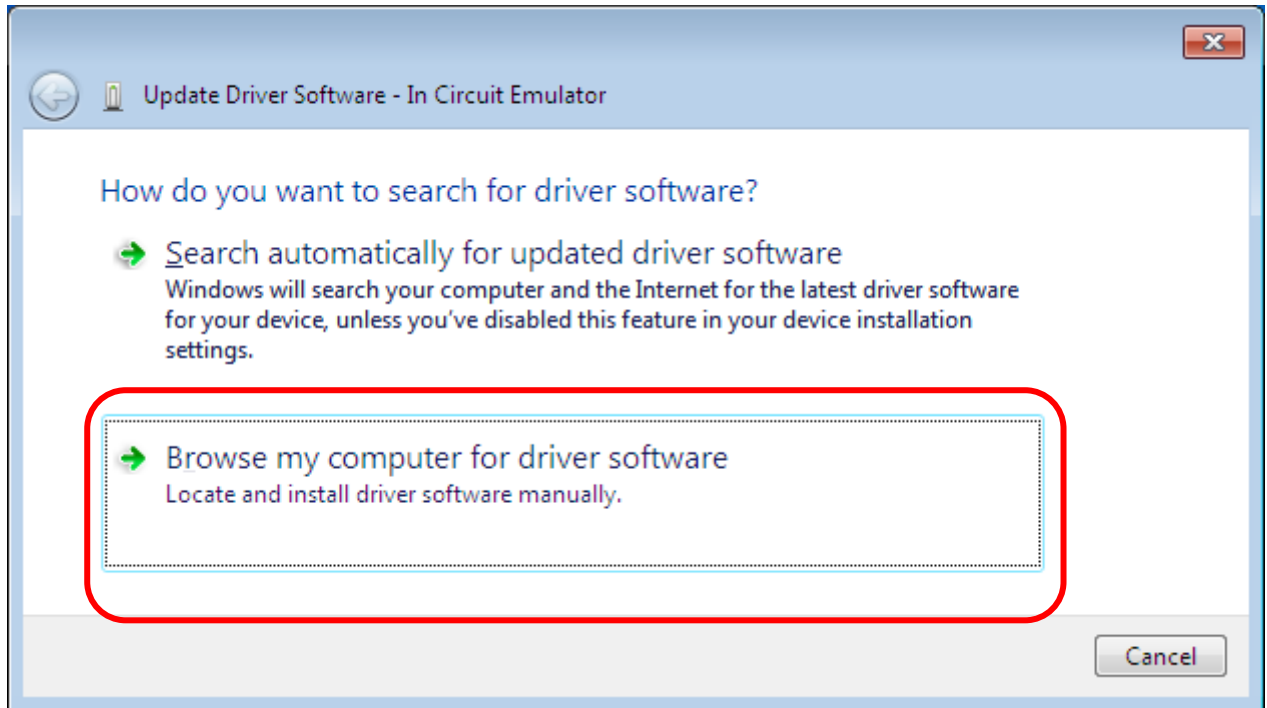 Update Driver Software - In Circuit Emulator
How do you want to search for driver software?
Search automatically for updated driver software
Windows will search your computer and the Internet for the latest driver software
for your device, unless you've disabled this feature in your device installation
settings.
Browse my computer for driver software
Locate and install driver software manually.
Cancel